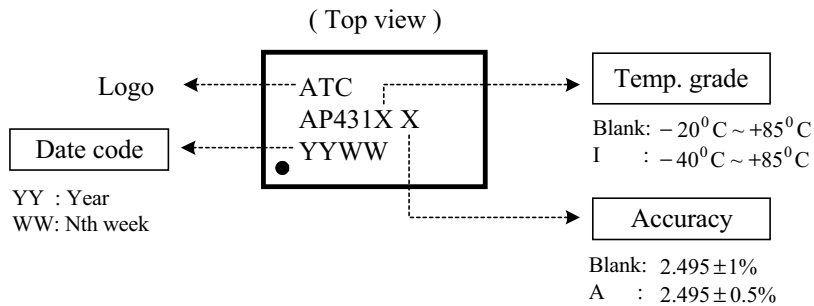 ( Top view )
Logo
ATC
AP431X X
YYWW
Date code
YY : Year
WW: Nth week
Temp. grade
Blank: −20⁰C ~ +85⁰C
I : −40⁰C ~ +85⁰C
Accuracy
Blank: 2.495±1%
A : 2.495±0.5%